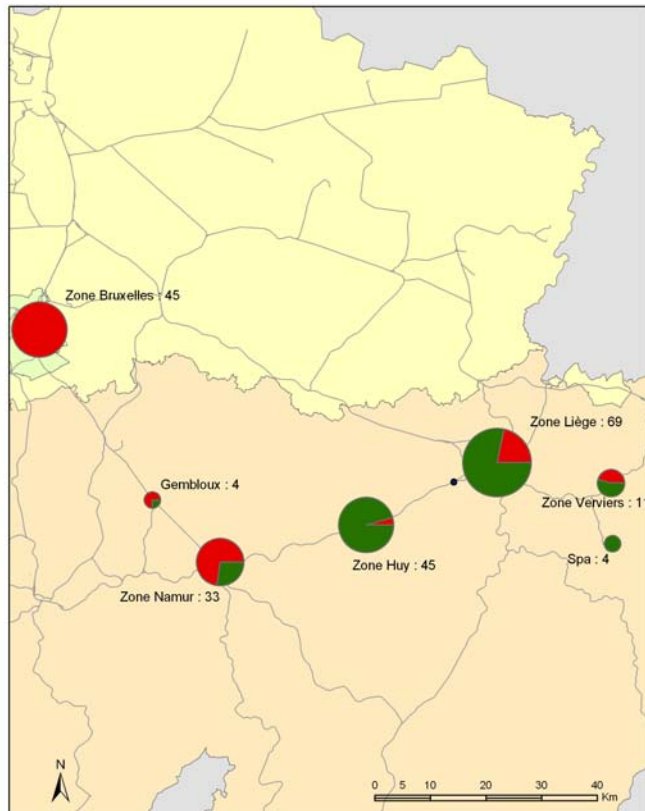 Zone Bruxelles : 45
Zone Liège : 69
Gembloux : 4
Zone Verviers : 11
Zone Huy : 45
Spa : 4
Zone Namur : 33
N
0 5 10 20 30 40
Km